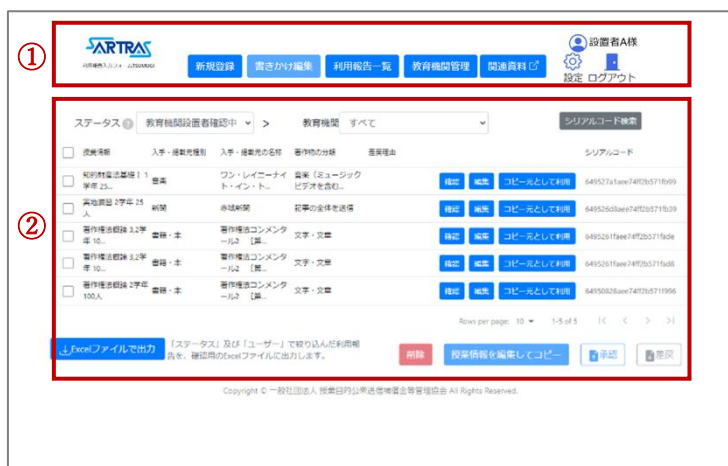 ①
SARTRAS
設置者A様
新規登録 書きかけ編集 利用報告一覧 教育機関管理 関連資料
設定 ログアウト
②
ステータス 教育機関設置者確認中 > 教育機関 すべて シリアルコード検索
授業情報 入手・掲載元種別 入手・掲載元の名称 著作物の分類 差戻理由 シリアルコード
知的財産法基礎Ⅰ 1
学年 25... 音楽 ワン・レイニーナイ
ト・イン・ト... 音楽（ミュージック
ビデオを含む... 確認 編集 コピー元として利用 649527a1aee74ff2b571fb99
実地演習 2学年 25
人 新聞 赤城新聞 記事の全体を送信 確認 編集 コピー元として利用 649526d8aee74ff2b571fb39
著作権法概論 3,2学
年 10... 書籍・本 著作権法コンメンタ
ール2 [第... 文字・文章 確認 編集 コピー元として利用 6495261faee74ff2b571fade
著作権法概論 3,2学
年 10... 書籍・本 著作権法コンメンタ
ール2 [第... 文字・文章 確認 編集 コピー元として利用 6495261faee74ff2b571fad8
著作権法概論 2学年
100人 書籍・本 著作権法コンメンタ
ール2 [第... 文字・文章 確認 編集 コピー元として利用 64950828aee74ff2b571f996
Rows per page: 10 1-5 of 5 |< < > >|
Excelファイルで出力 「ステータス」及び「ユーザー」で絞り込んだ利用報
告を、確認用のExcelファイルに出力します。 削除 授業情報を編集してコピー 承認 差戻
Copyright © 一般社団法人 授業目的公衆送信補償金等管理協会 All Rights Reserved.